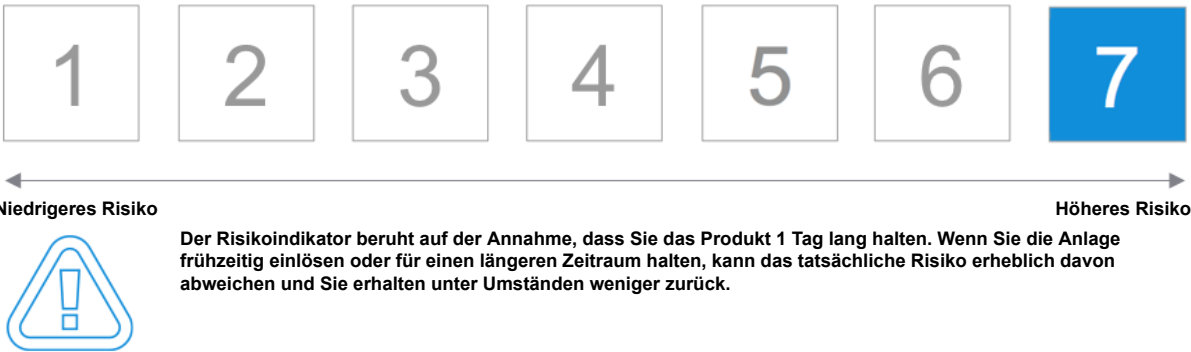 1 2 3 4 5 6 7
Niedrigeres Risiko Höheres Risiko
Der Risikoindikator beruht auf der Annahme, dass Sie das Produkt 1 Tag lang halten. Wenn Sie die Anlage
frühzeitig einlösen oder für einen längeren Zeitraum halten, kann das tatsächliche Risiko erheblich davon
abweichen und Sie erhalten unter Umständen weniger zurück.